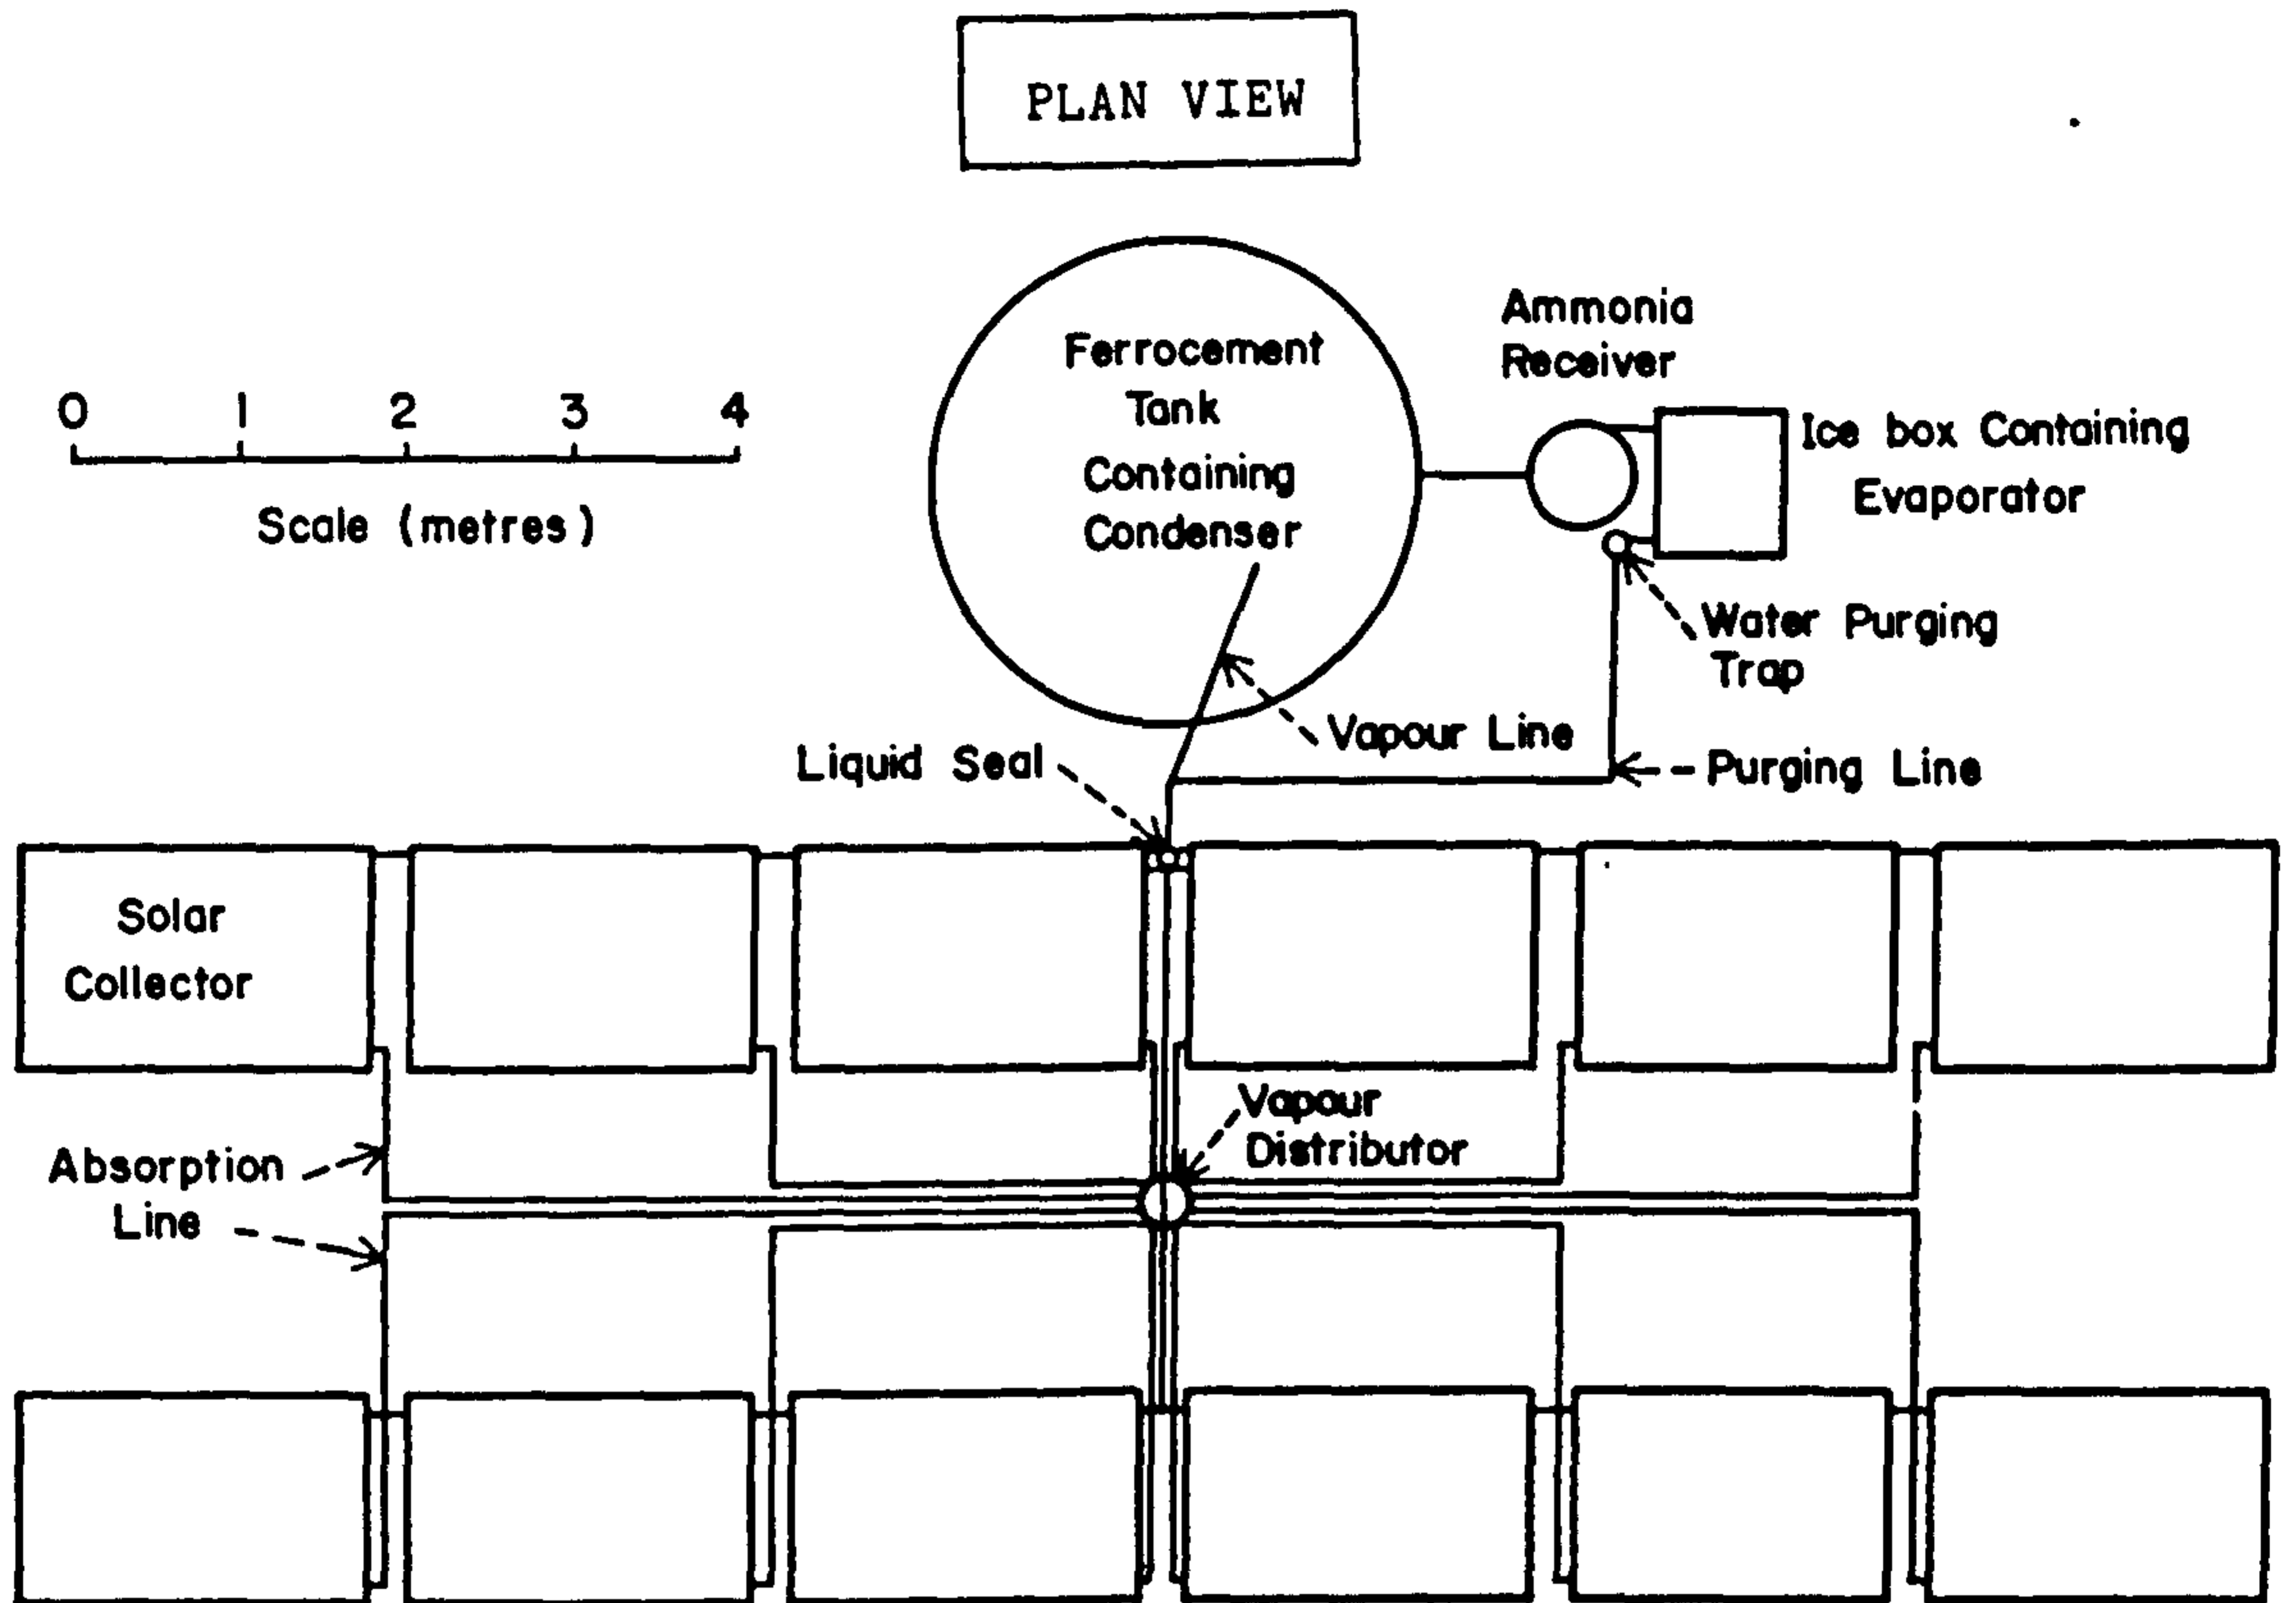 PLAN VIEW
Ferrocement
Tank
Containing
Condenser
Ammonia
Receiver
Ice box Containing
Evaporator
0 1 2 3 4
Scale (metres)
Water Purging
Trap
Vapour Line
Liquid Seal
Purging Line
Solar
Collector
Vapour
Distributor
Absorption
Line